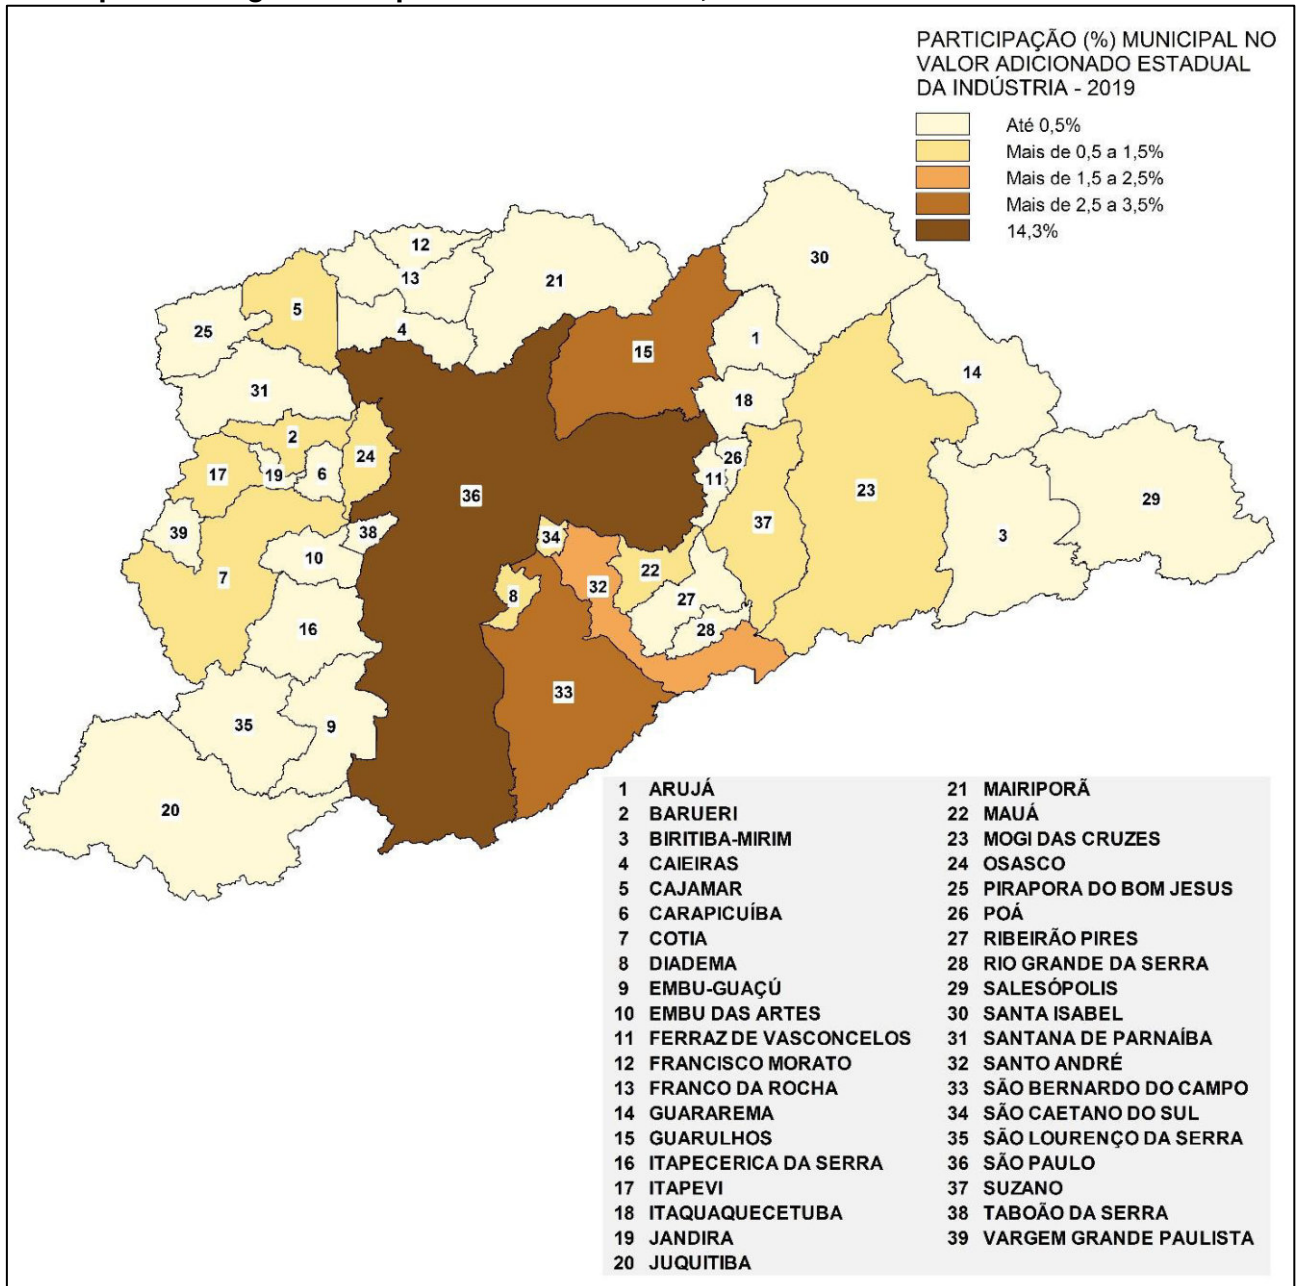 PARTICIPAÇÃO (%) MUNICIPAL NO
VALOR ADICIONADO ESTADUAL
DA INDÚSTRIA - 2019
Até 0,5%
Mais de 0,5 a 1,5%
Mais de 1,5 a 2,5%
Mais de 2,5 a 3,5%
14,3%
12
30
13
21
5
25
4
15
1
31
14
18
2
24
26
17
19
6
11
36
23
29
37
39
38
34
3
10
22
7
32
8
27
16
28
33
35
9
20
1 ARUJÁ
2 BARUERI
3 BIRITIBA-MIRIM
4 CAIEIRAS
5 CAJAMAR
6 CARAPICUÍBA
7 COTIA
8 DIADEMA
9 EMBU-GUAÇÚ
10 EMBU DAS ARTES
11 FERRAZ DE VASCONCELOS
12 FRANCISCO MORATO
13 FRANCO DA ROCHA
14 GUARAREMA
15 GUARULHOS
16 ITAPECERICA DA SERRA
17 ITAPEVI
18 ITAQUAQUECETUBA
19 JANDIRA
20 JUQUITIBA
21 MAIRIPORÃ
22 MAUÁ
23 MOGI DAS CRUZES
24 OSASCO
25 PIRAPORA DO BOM JESUS
26 POÁ
27 RIBEIRÃO PIRES
28 RIO GRANDE DA SERRA
29 SALESÓPOLIS
30 SANTA ISABEL
31 SANTANA DE PARNAÍBA
32 SANTO ANDRÉ
33 SÃO BERNARDO DO CAMPO
34 SÃO CAETANO DO SUL
35 SÃO LOURENÇO DA SERRA
36 SÃO PAULO
37 SUZANO
38 TABOÃO DA SERRA
39 VARGEM GRANDE PAULISTA